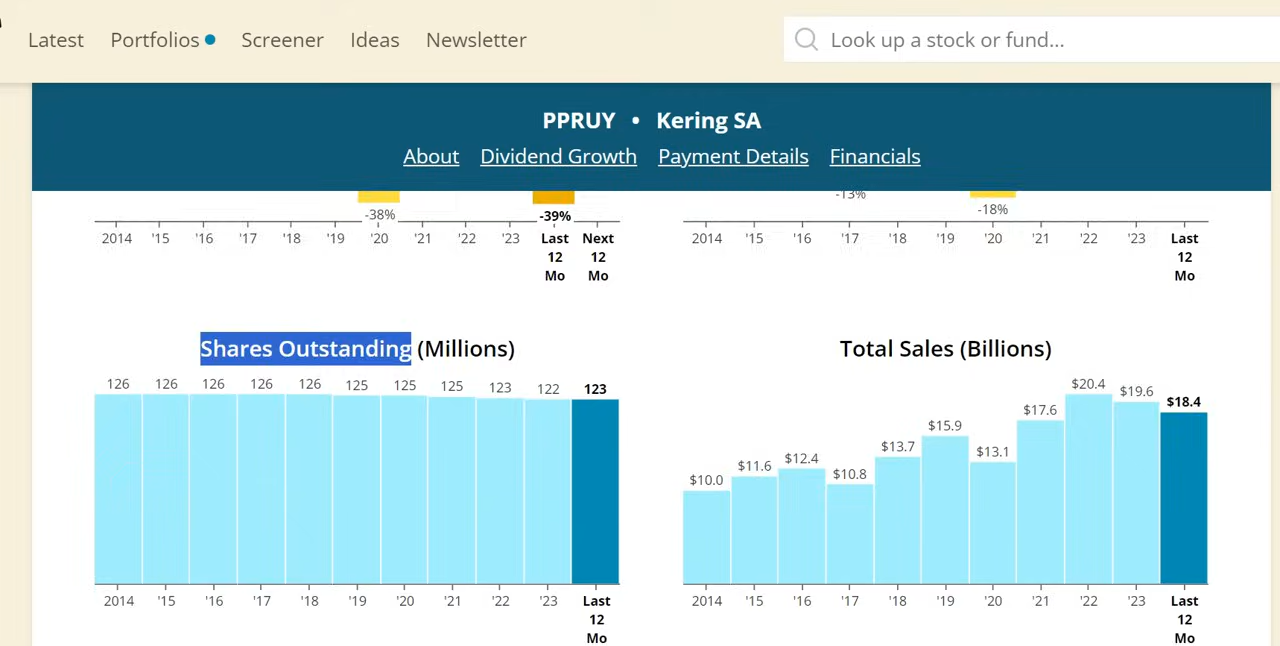 Latest Portfolios Screener Ideas Newsletter Look up a stock or fund...
PPRUY • Kering SA
About Dividend Growth Payment Details Financials
-38% -39%
2014 '15 '16 '17 '18 '19 '20 '21 '22 '23 Last 12 Mo Next 12 Mo
-13% -18%
2014 '15 '16 '17 '18 '19 '20 '21 '22 '23 Last 12 Mo
Shares Outstanding (Millions)
126 126 126 126 126 125 125 125 123 122 123
2014 '15 '16 '17 '18 '19 '20 '21 '22 '23 Last 12 Mo
Total Sales (Billions)
$10.0 $11.6 $12.4 $10.8 $13.7 $15.9 $13.1 $17.6 $20.4 $19.6 $18.4
2014 '15 '16 '17 '18 '19 '20 '21 '22 '23 Last 12 Mo